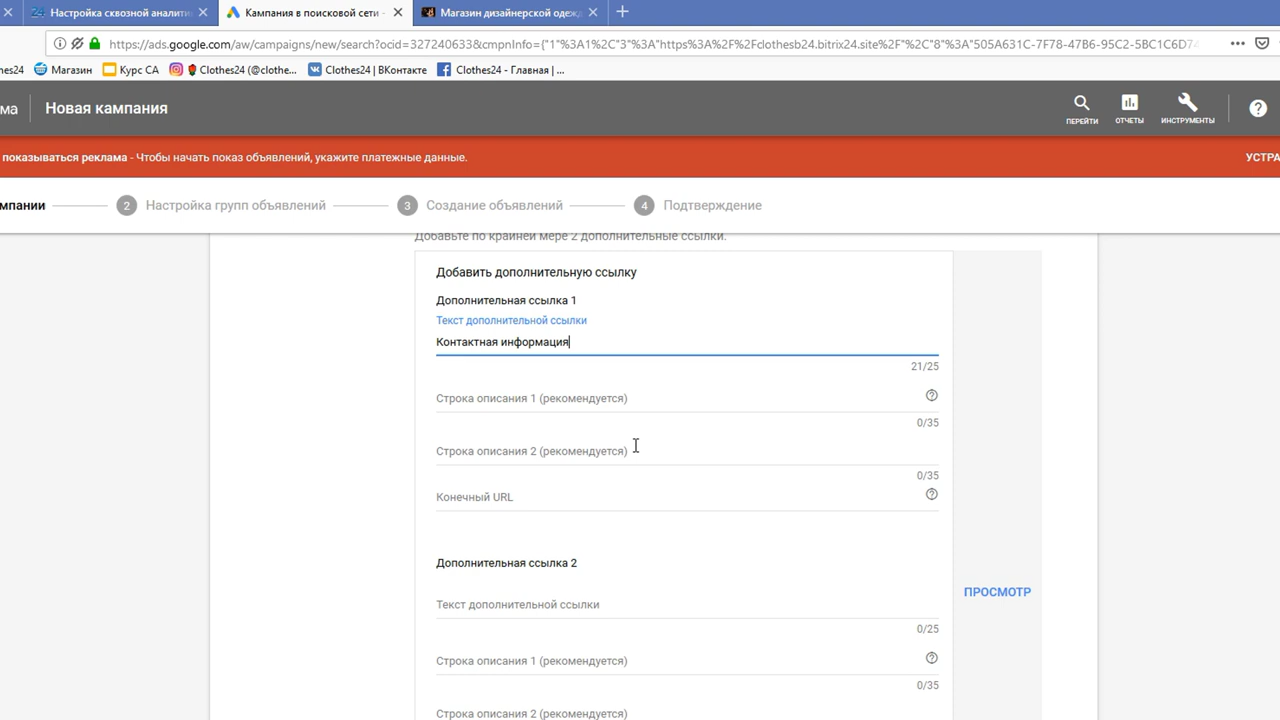 Настройка сквозной аналити
Кампания в поисковой сети -
Магазин дизайнерской одеж
https://ads.google.com/aw/campaigns/new/search?ocid=327240633&cmpnInfo={"1"%3A1%2C"3"%3A"https%3A%2F%2Fclothesb24.bitrix24.site%2F"%2C"8"%3A"505A631C-7F78-47B6-95C2-5BC1C6D74
es24 Магазин Курс СА Clothes24 (@clothe... Clothes24 | ВКонтакте Clothes24 - Главная | ...
ма Новая кампания
ПЕРЕЙТИ ОТЧЕТЫ ИНСТРУМЕНТЫ
показываться реклама - Чтобы начать показ объявлений, укажите платежные данные. УСТРА
мпании 2 Настройка групп объявлений 3 Создание объявлений 4 Подтверждение
Добавьте по крайней мере 2 дополнительные ссылки.
Добавить дополнительную ссылку
Дополнительная ссылка 1
Текст дополнительной ссылки
Контактная информация
21/25
Строка описания 1 (рекомендуется)
0/35
Строка описания 2 (рекомендуется)
0/35
Конечный URL
Дополнительная ссылка 2
ПРОСМОТР
Текст дополнительной ссылки
0/25
Строка описания 1 (рекомендуется)
0/35
Строка описания 2 (рекомендуется)